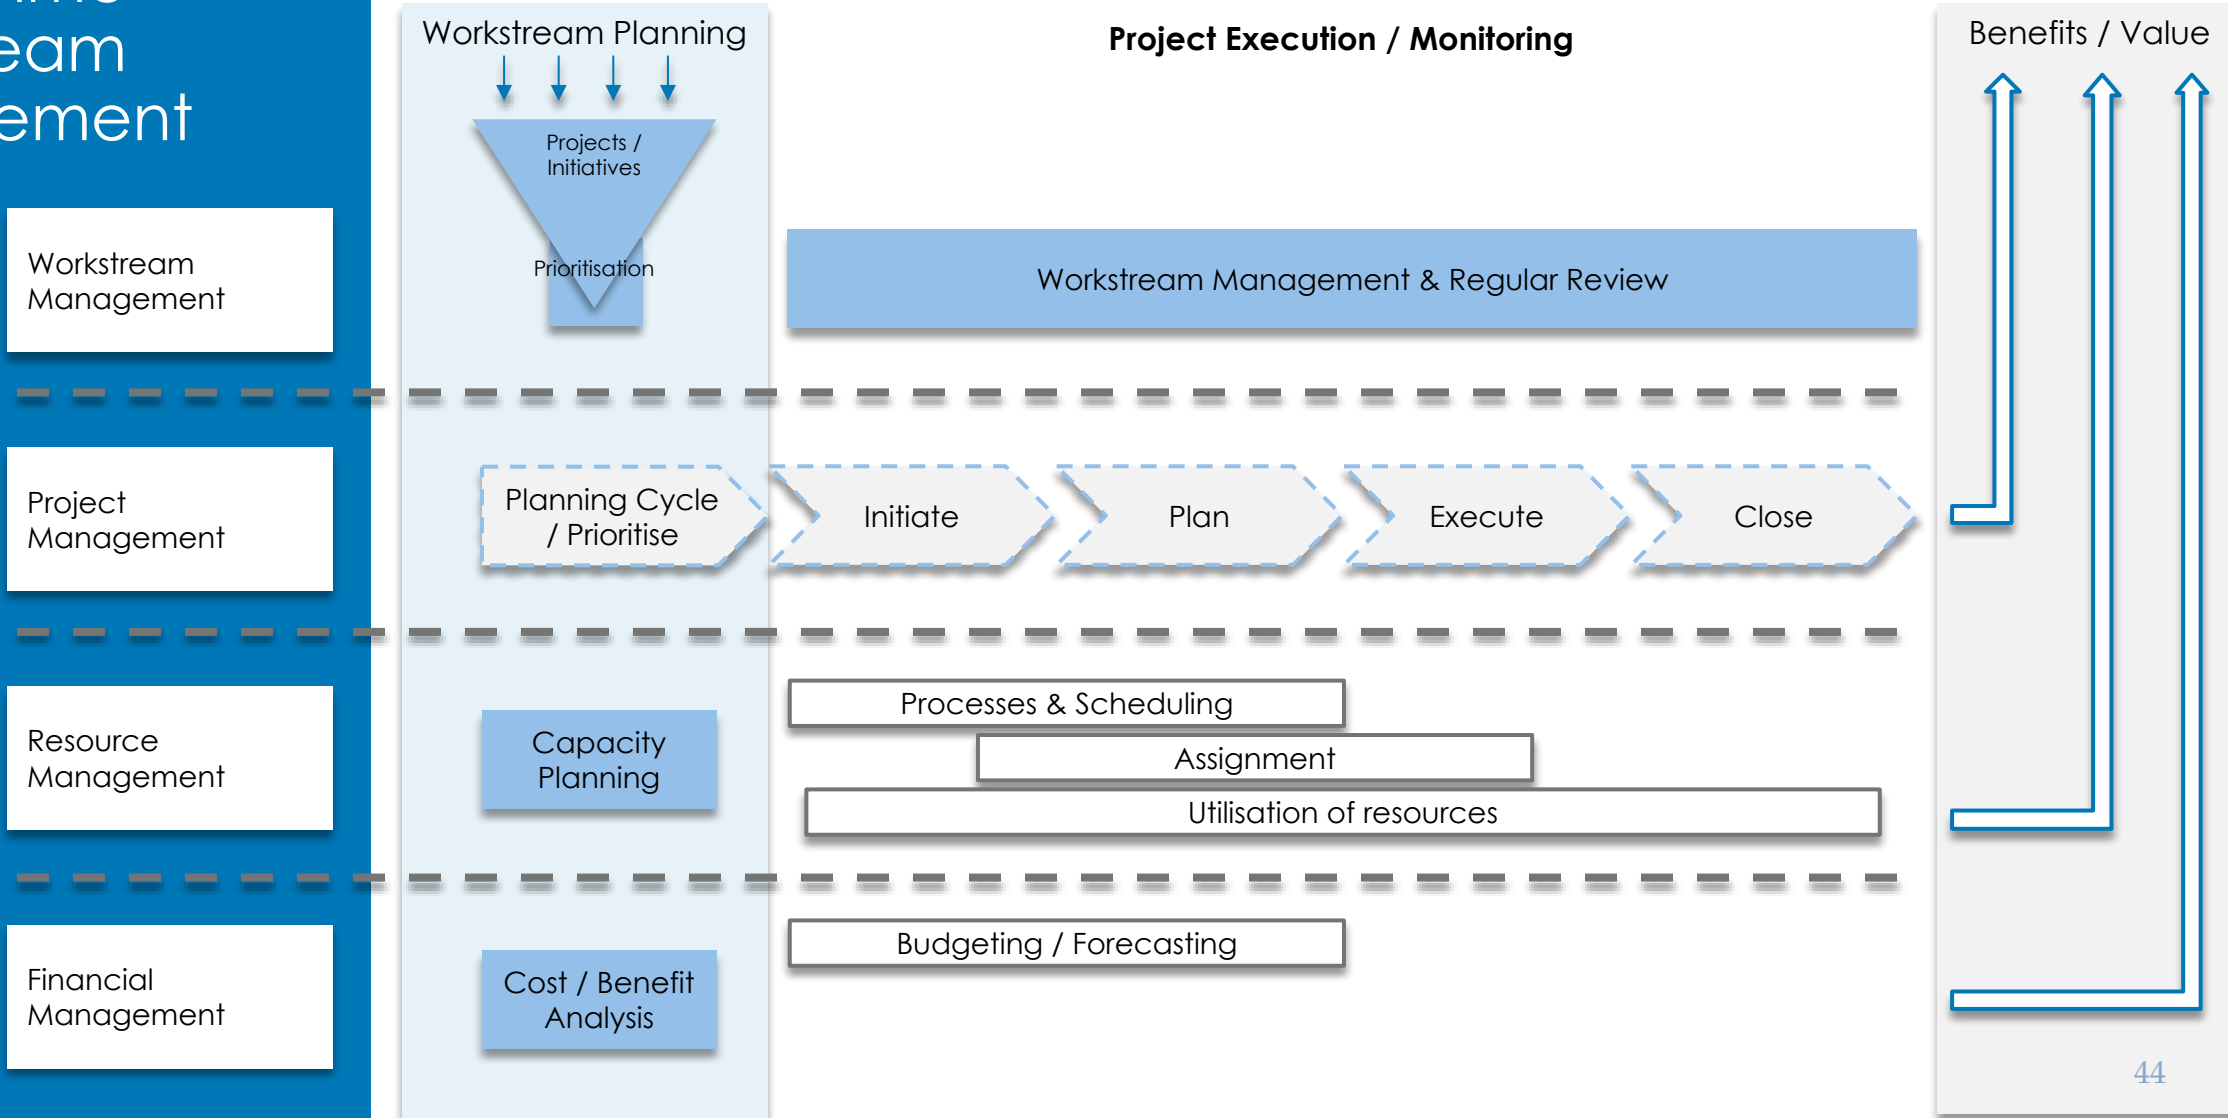 eam
ement
Workstream Planning
Project Execution / Monitoring
Benefits / Value
Projects /
Initiatives
Prioritisation
Workstream
Management
Workstream Management & Regular Review
Project
Management
Planning Cycle
/ Prioritise
Initiate
Plan
Execute
Close
Resource
Management
Capacity
Planning
Processes & Scheduling
Assignment
Utilisation of resources
Financial
Management
Cost / Benefit
Analysis
Budgeting / Forecasting
44